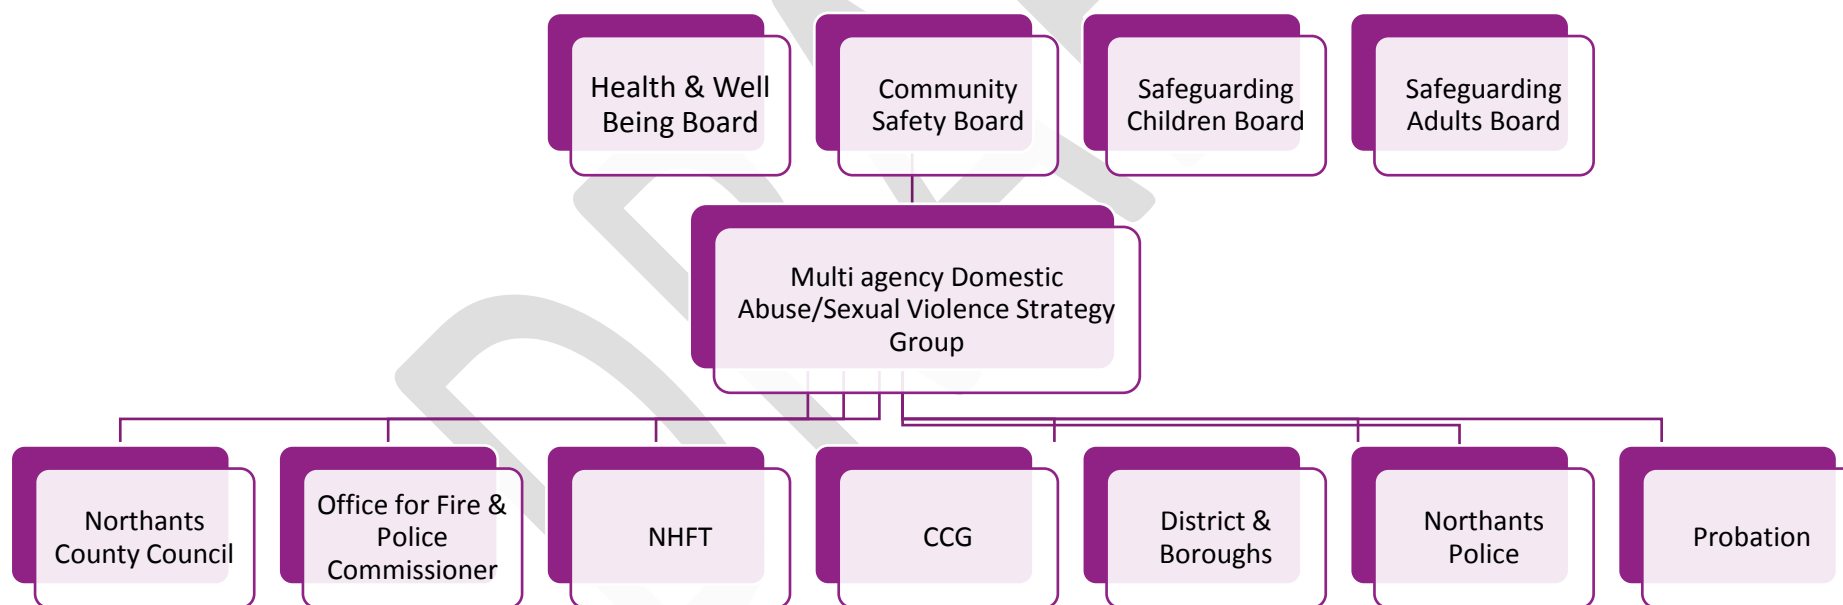 Health & Well
Being Board
Community
Safety Board
Safeguarding
Children Board
Safeguarding
Adults Board
Multi agency Domestic
Abuse/Sexual Violence Strategy
Group
Northants
County Council
Office for Fire &
Police
Commissioner
NHFT
CCG
District &
Boroughs
Northants
Police
Probation